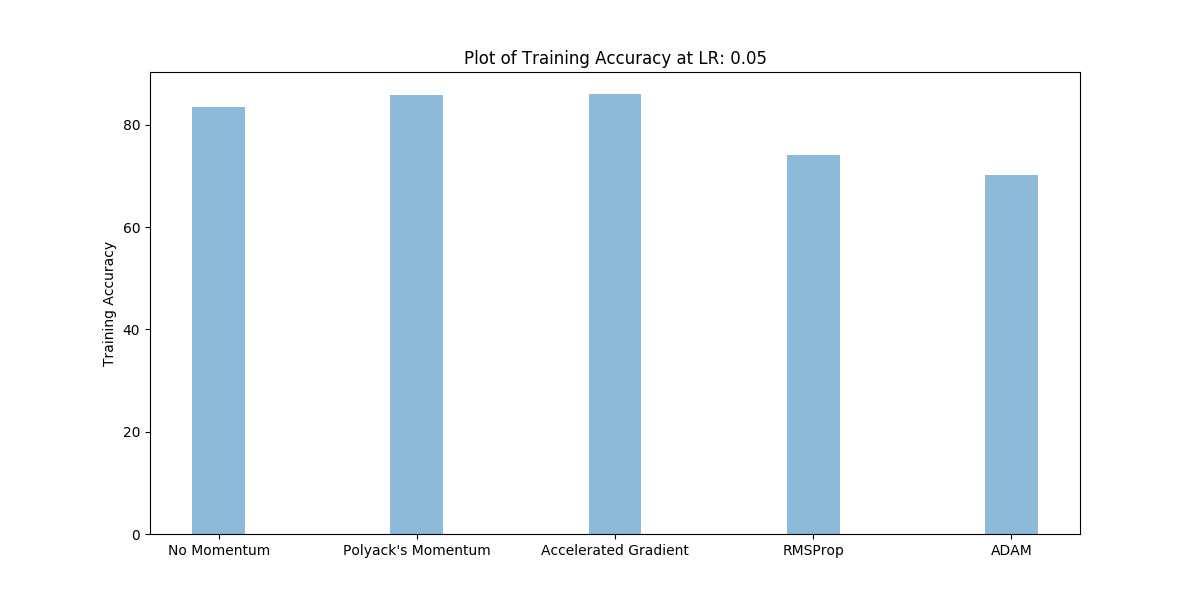 Plot of Training Accuracy at LR: 0.05
Training Accuracy
80
60
40
20
0
No Momentum
Polyack's Momentum
Accelerated Gradient
RMSProp
ADAM